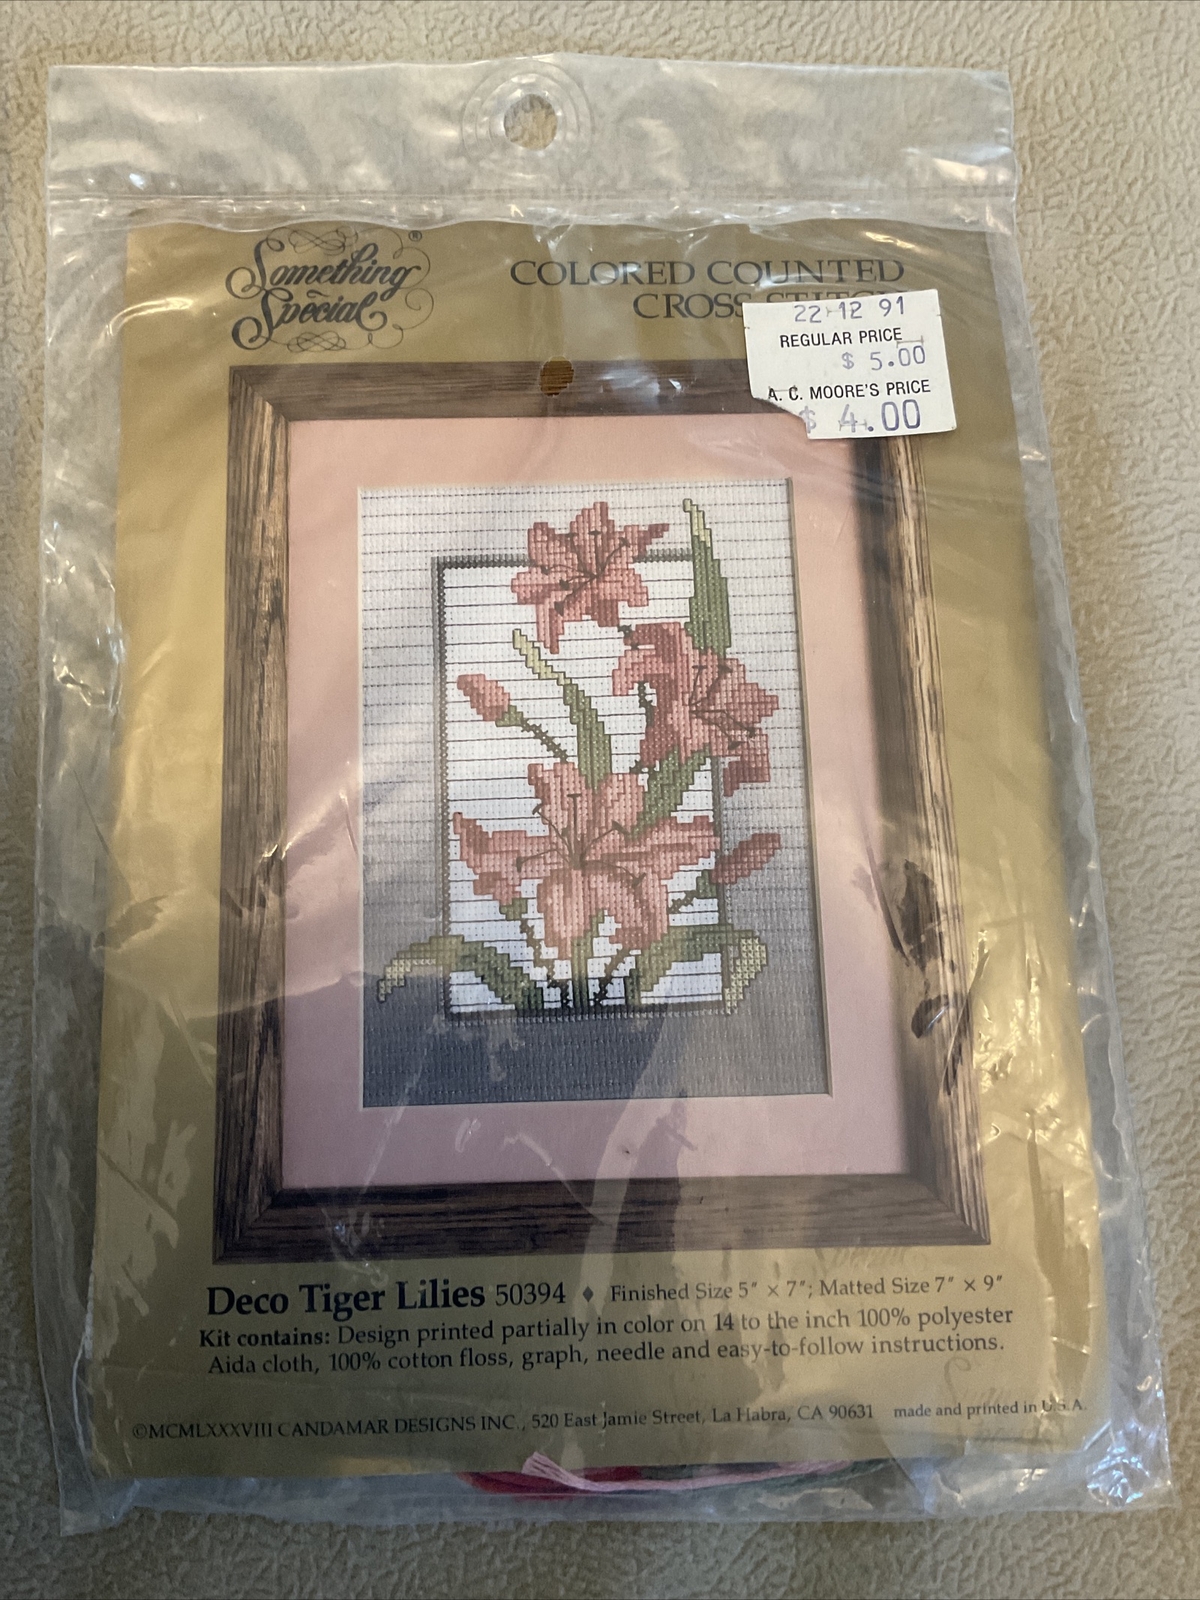 Something
Special
®
COLORED COUNTED
CROSS STITCH
22 12 91
REGULAR PRICE
$ 5.00
A. C. MOORE'S PRICE
$ 4.00
Deco Tiger Lilies 50394 ♦ Finished Size 5" × 7"; Matted Size 7" × 9"
Kit contains: Design printed partially in color on 14 to the inch 100% polyester
Aida cloth, 100% cotton floss, graph, needle and easy-to-follow instructions.
©MCMLXXXVIII CANDAMAR DESIGNS INC., 520 East Jamie Street, La Habra, CA 90631 made and printed in U.S.A.